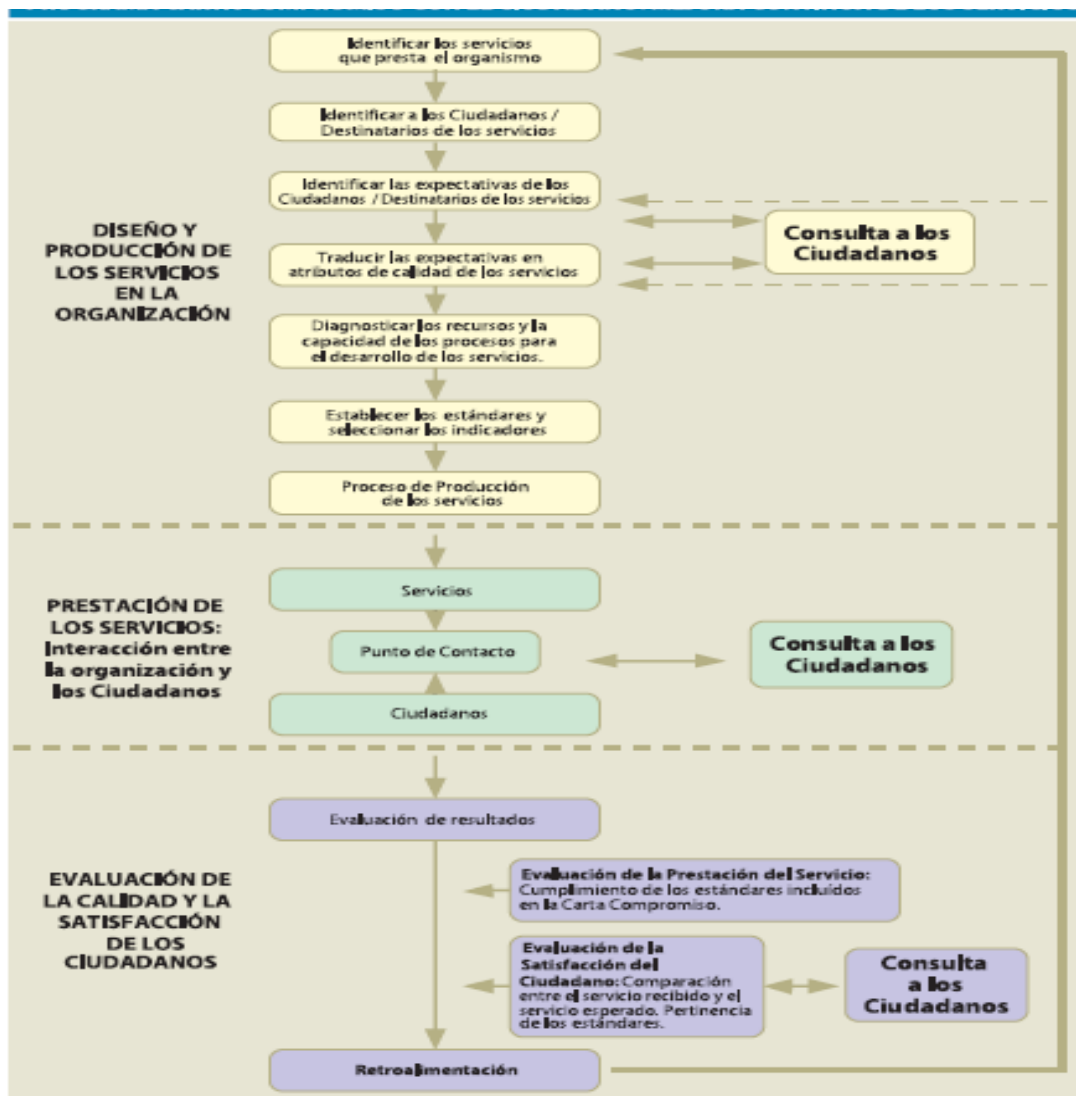 Identificar los servicios
que presta el organismo
Identificar a los Ciudadanos /
Destinatarios de los servicios
Identificar las expectativas de los
Ciudadanos / Destinatarios de los servicios
DISEÑO Y
PRODUCCIÓN DE
LOS SERVICIOS
EN LA
ORGANIZACIÓN
Consulta a los
Ciudadanos
Traducir las expectativas en
atributos de calidad de los servicios
Diagnosticar los recursos y la
capacidad de los procesos para
el desarrollo de los servicios.
Establecer los estándares y
seleccionar los indicadores
Proceso de Producción
de los servicios
PRESTACIÓN DE
LOS SERVICIOS:
Interacción entre
la organización y
los Ciudadanos
Servicios
Punto de Contacto
Ciudadanos
Consulta a los
Ciudadanos
Evaluación de resultados
EVALUACIÓN DE
LA CALIDAD Y LA
SATISFACCIÓN
DE LOS
CIUDADANOS
Evaluación de la Prestación del Servicio:
Cumplimiento de los estándares incluídos
en la Carta Compromiso.
Evaluación de la
Satisfacción del
Ciudadano: Comparación
entre el servicio recibido y el
servicio esperado. Pertinencia
de los estándares.
Consulta
a los
Ciudadanos
Retroalimentación